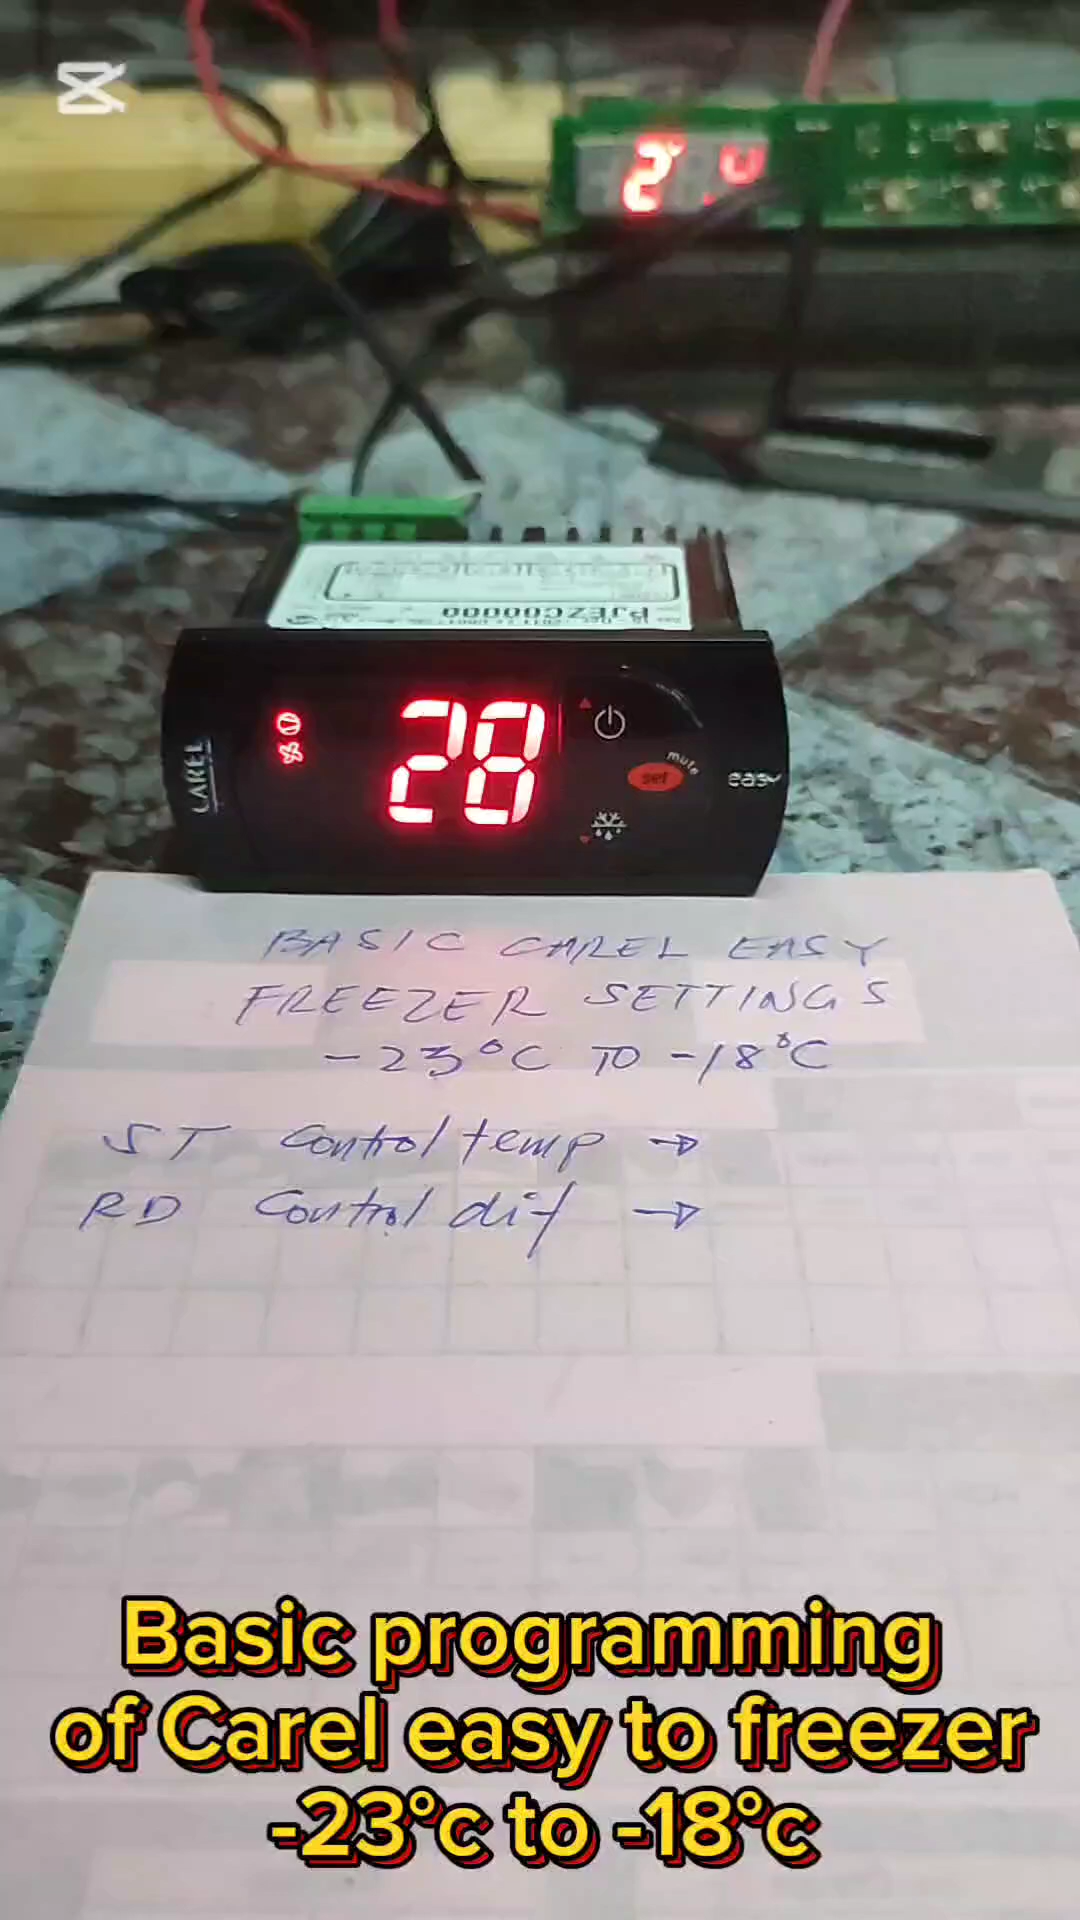 2
PJEZC00000
CAREL
28
mute
set
easy
BASIC CAREL EASY
FREEZER SETTINGS
-23°C TO -18°C
ST Control temp →
RD Control dif →
Basic programming
of Carel easy to freezer
-23°c to -18°c